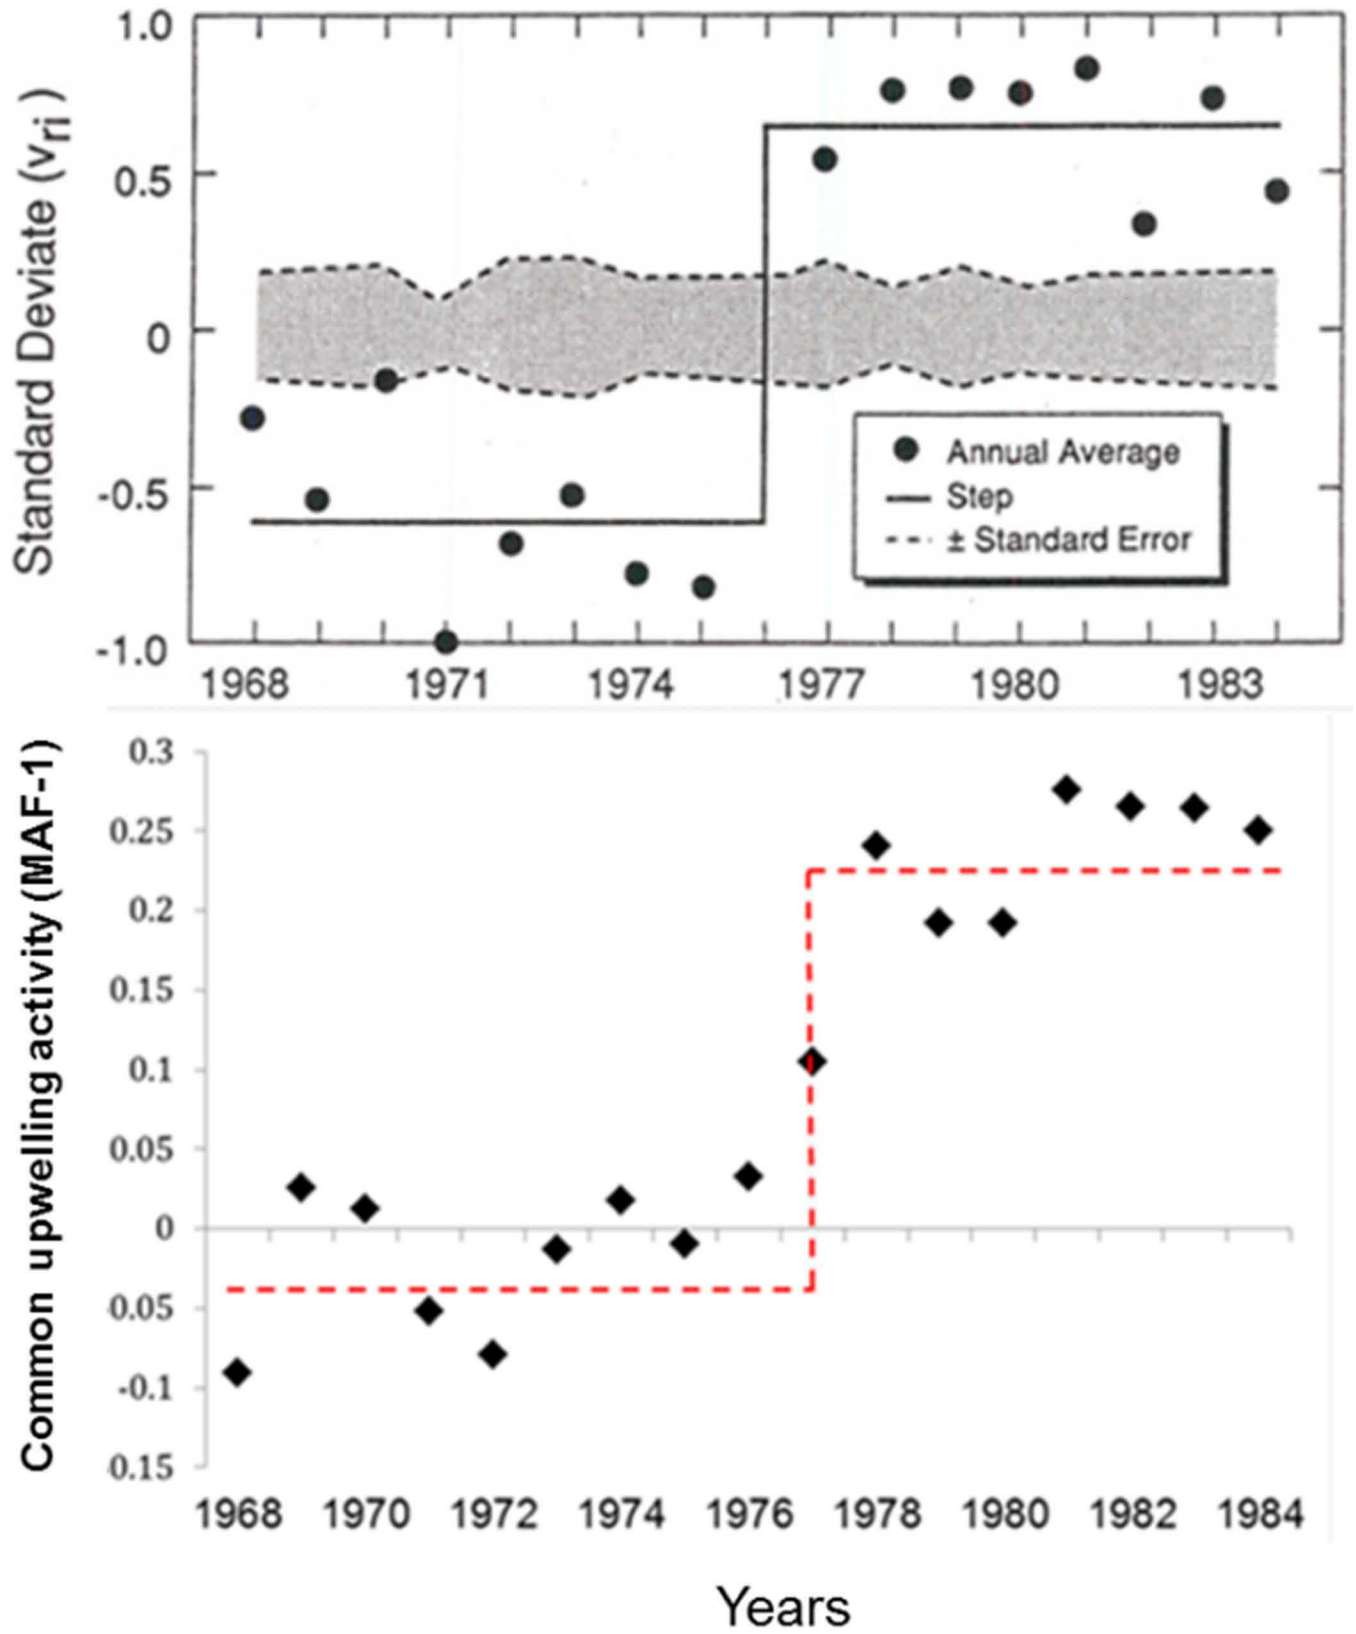 Standard Deviate (vri)
1.0
0.5
0
-0.5
-1.0
Annual Average
Step
± Standard Error
1968 1971 1974 1977 1980 1983
Common upwelling activity (MAF-1)
0.3
0.25
0.2
0.15
0.1
0.05
0
0.05
-0.1
0.15
1968 1970 1972 1974 1976 1978 1980 1982 1984
Years